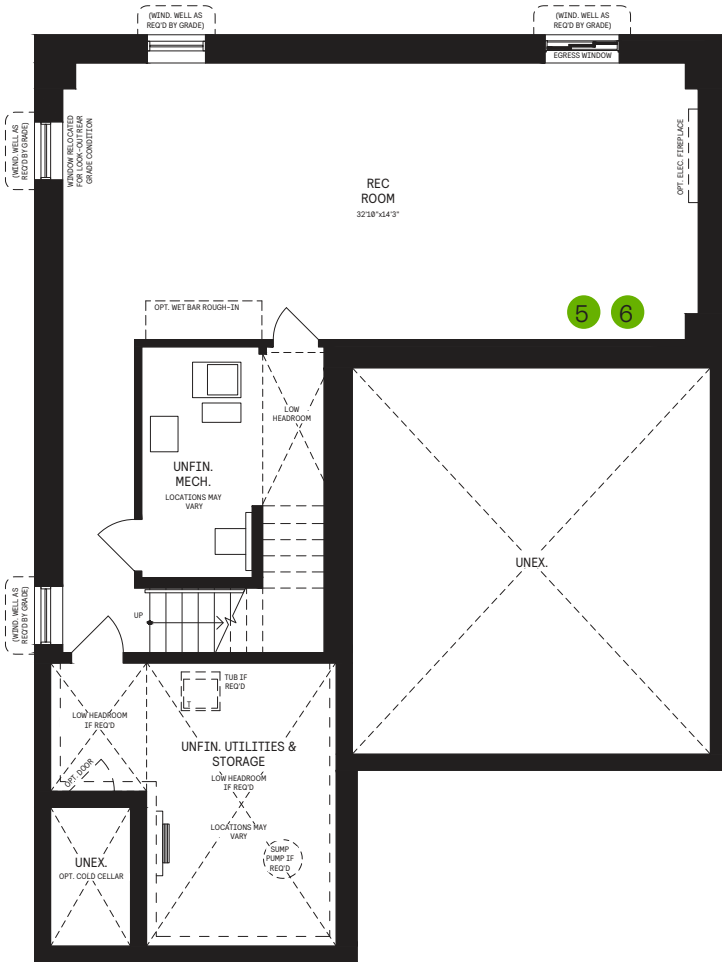 (WIND. WELL AS
REQ'D BY GRADE)
(WIND. WELL AS
REQ'D BY GRADE)
EGRESS WINDOW
(WIND. WELL AS
REQ'D BY GRADE)
WINDOW RELOCATED
FOR LOOK-OUT REAR
GRADE CONDITION
OPT. ELEC. FIREPLACE
REC
ROOM
32'10"x14'3"
5 6
OPT. WET BAR ROUGH-IN
LOW
HEADROOM
UNFIN.
MECH.
LOCATIONS MAY
VARY
UNEX.
(WIND. WELL AS
REQ'D BY GRADE)
UP
TUB IF
REQ'D
T
LOW HEADROOM
IF REQ'D
UNFIN. UTILITIES &
STORAGE
LOW HEADROOM
IF REQ'D
OPT. DOOR
LOCATIONS MAY
VARY
SUMP
PUMP IF
REQ'D
UNEX.
OPT. COLD CELLAR